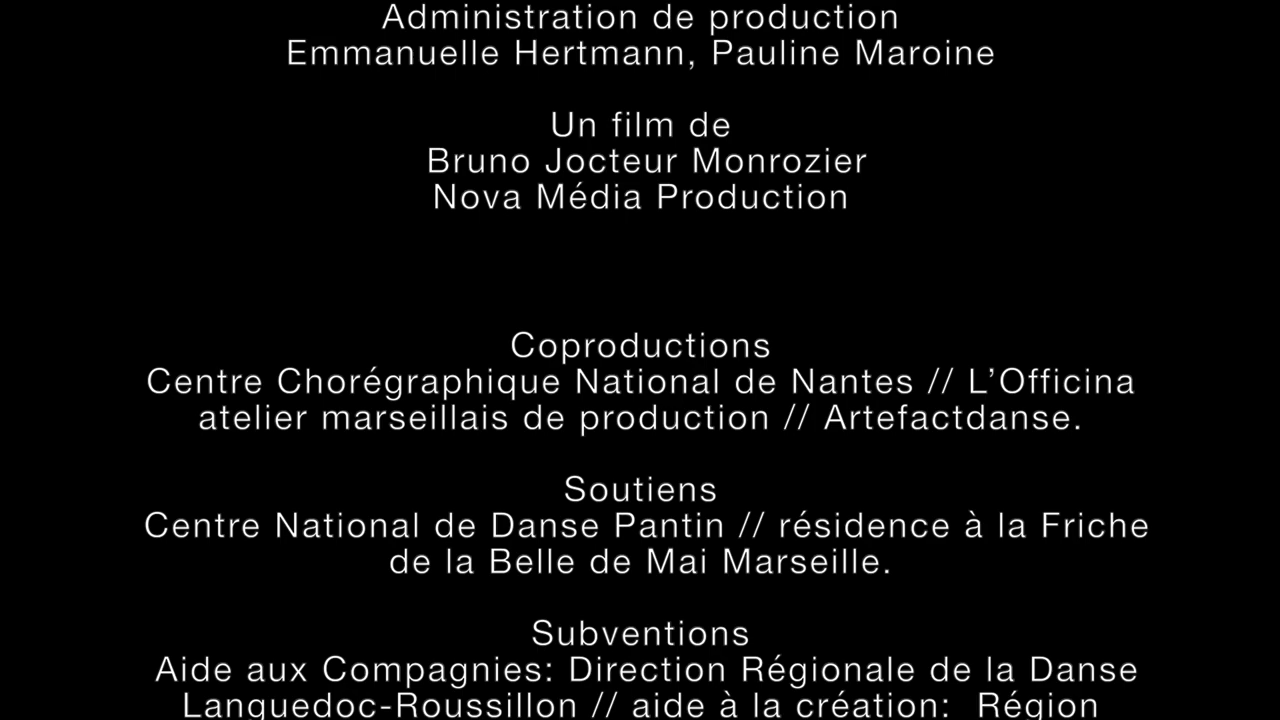 Administration de production
Emmanuelle Hertmann, Pauline Maroine
Un film de
Bruno Jocteur Monrozier
Nova Média Production
Coproductions
Centre Chorégraphique National de Nantes // L’Officina
atelier marseillais de production // Artefactdanse.
Soutiens
Centre National de Danse Pantin // résidence à la Friche
de la Belle de Mai Marseille.
Subventions
Aide aux Compagnies: Direction Régionale de la Danse
Languedoc-Roussillon // aide à la création:  Région